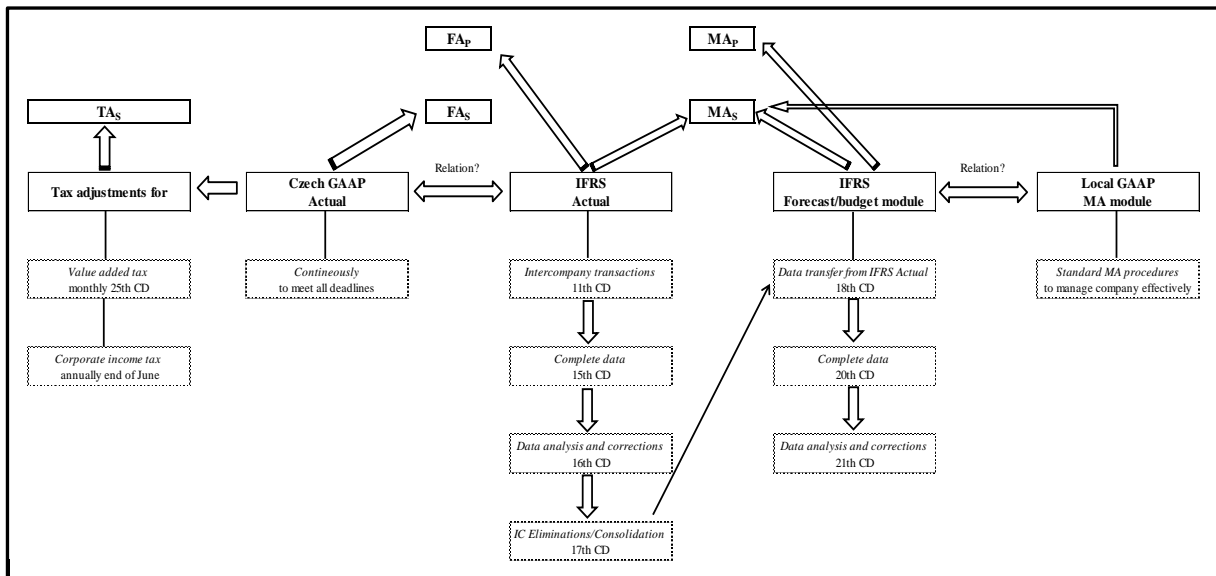 FAP
MAP
TAS
FAS
MAS
Relation?
Relation?
Tax adjustments for
Czech GAAP
Actual
IFRS
Actual
IFRS
Forecast/budget module
Local GAAP
MA module
Value added tax
monthly 25th CD
Contineously
to meet all deadlines
Intercompany transactions
11th CD
Data transfer from IFRS Actual
18th CD
Standard MA procedures
to manage company effectively
Corporate income tax
annually end of June
Complete data
15th CD
Complete data
20th CD
Data analysis and corrections
16th CD
Data analysis and corrections
21th CD
IC Eliminations/Consolidation
17th CD